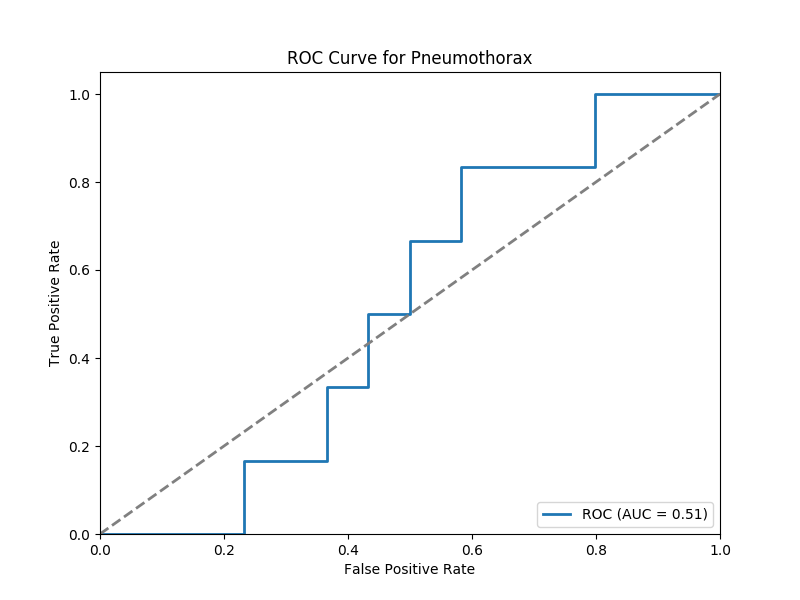 ROC Curve for Pneumothorax
1.0
0.8
0.6
0.4
0.2
0.0
True Positive Rate
ROC (AUC = 0.51)
0.0 0.2 0.4 0.6 0.8 1.0
False Positive Rate